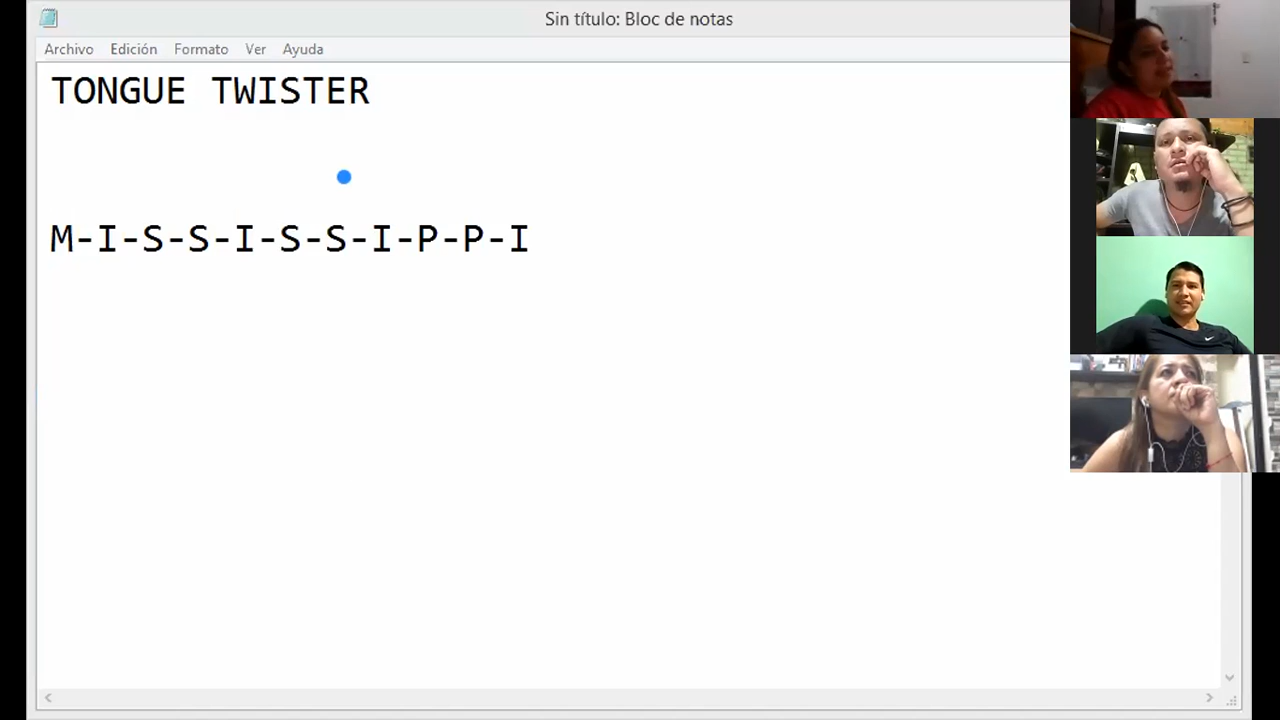 Sin título: Bloc de notas
Archivo Edición Formato Ver Ayuda
TONGUE TWISTER
M-I-S-S-I-S-S-I-P-P-I